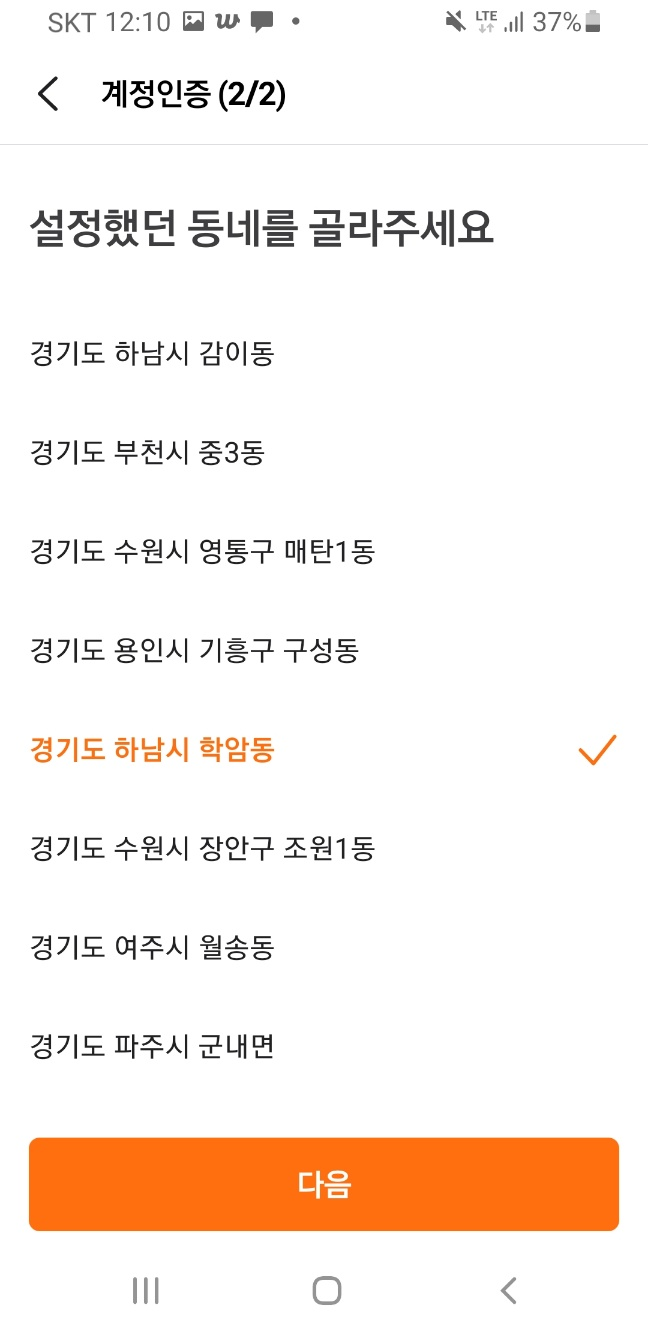 SKT 12:10 LTE 37%
계정인증 (2/2)
설정했던 동네를 골라주세요
경기도 하남시 감이동
경기도 부천시 중3동
경기도 수원시 영통구 매탄1동
경기도 용인시 기흥구 구성동
경기도 하남시 학암동
경기도 수원시 장안구 조원1동
경기도 여주시 월송동
경기도 파주시 군내면
다음